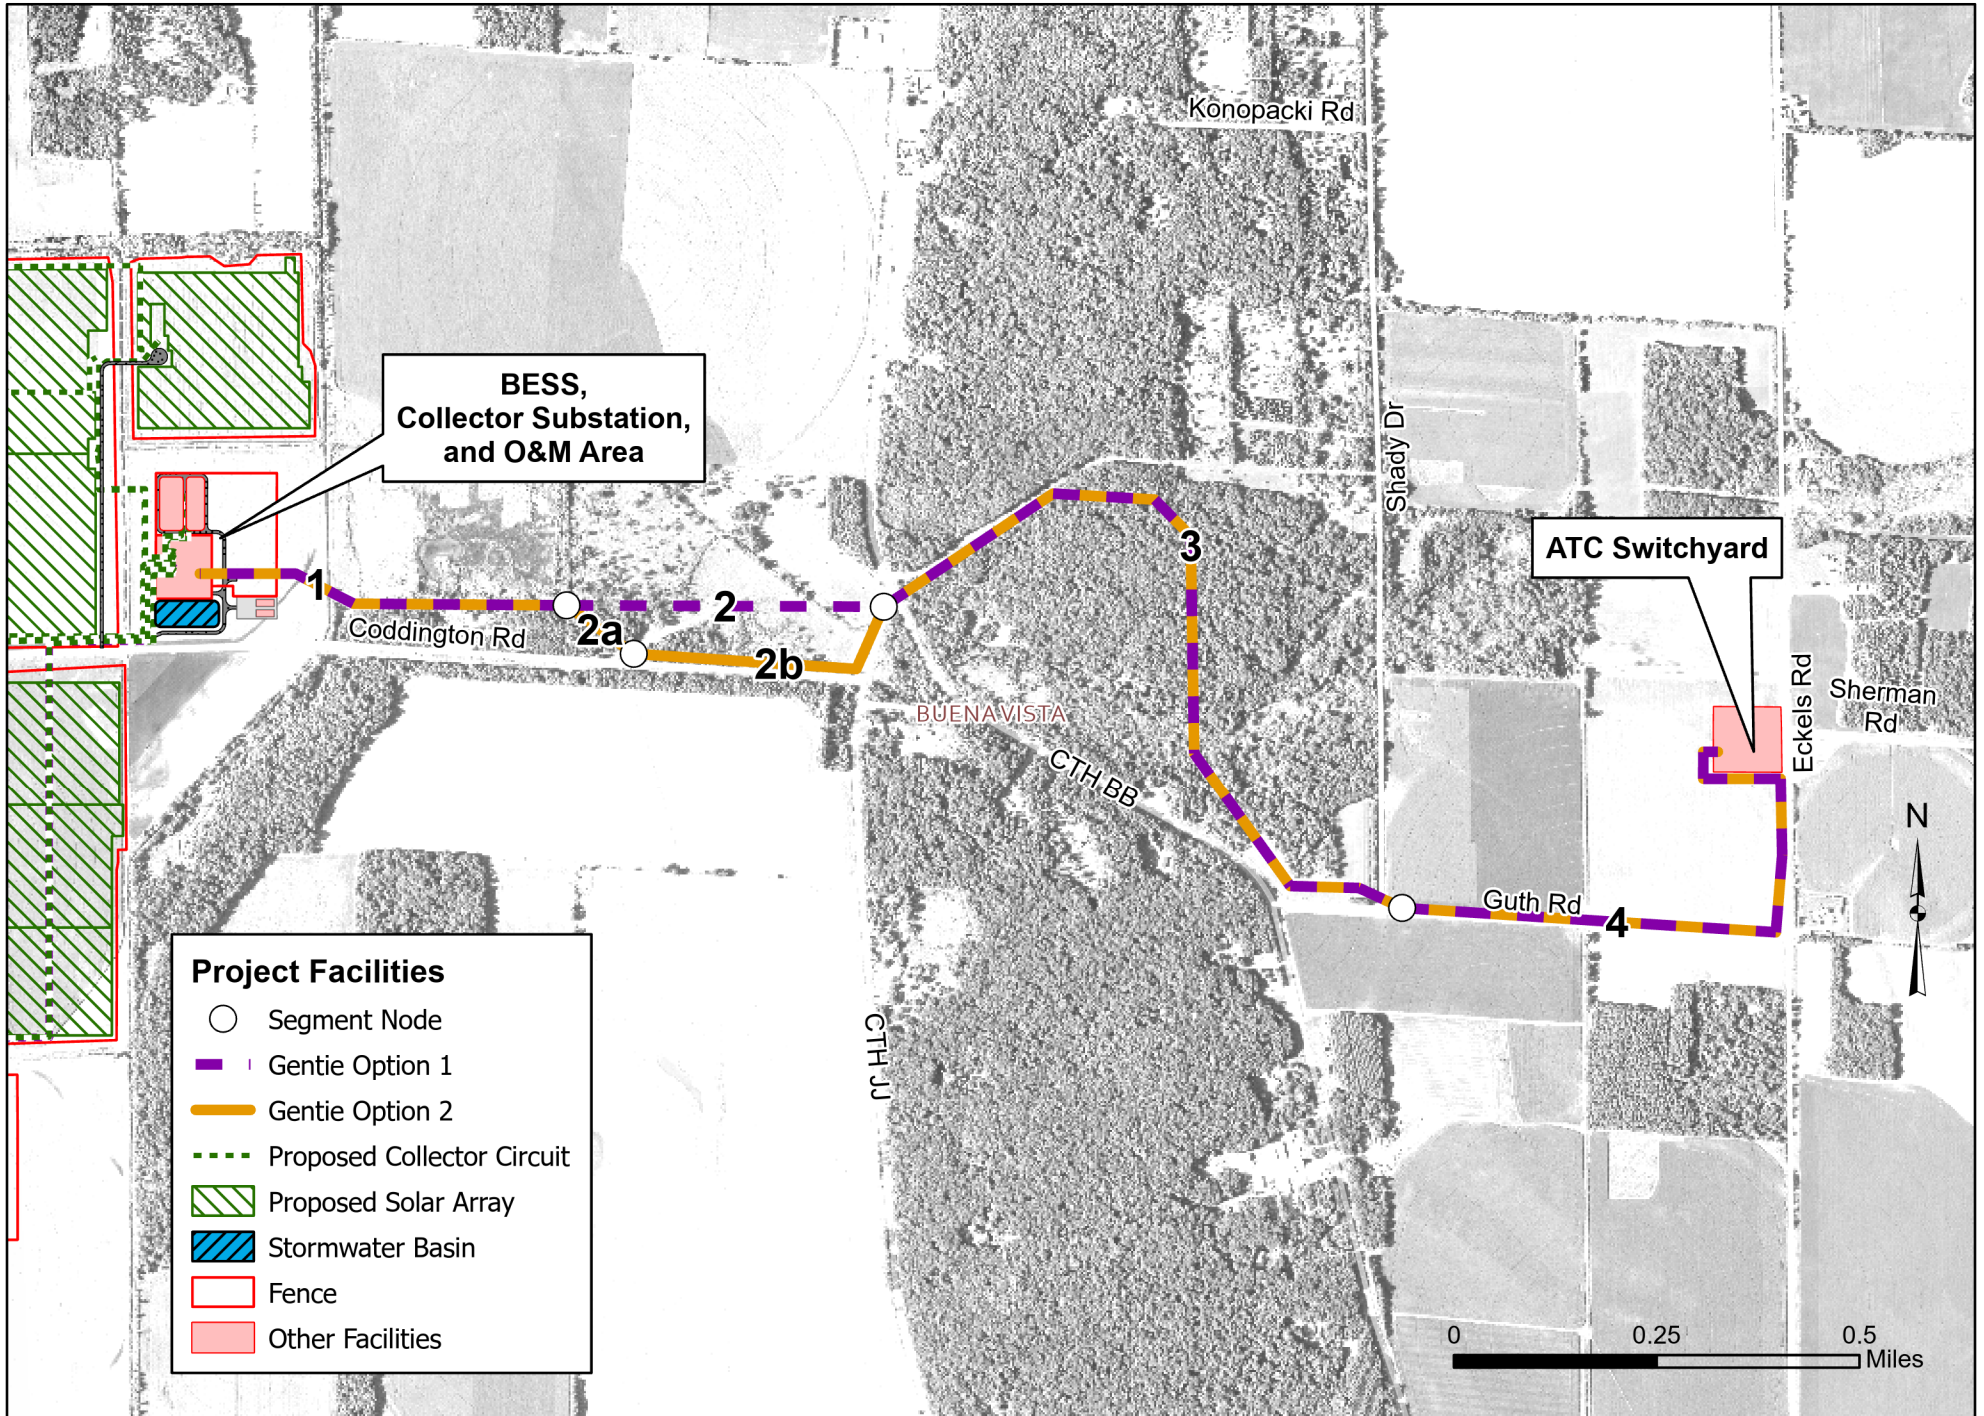 Konopacki Rd
BESS,
Collector Substation,
and O&M Area
Shady Dr
ATC Switchyard
1
2
3
2a
2b
Coddington Rd
BUENA VISTA
CTH BB
Eckels Rd
Sherman
Rd
N
Guth Rd
4
CTH JJ
Project Facilities
Segment Node
Gentie Option 1
Gentie Option 2
Proposed Collector Circuit
Proposed Solar Array
Stormwater Basin
Fence
Other Facilities
0 0.25 0.5
Miles